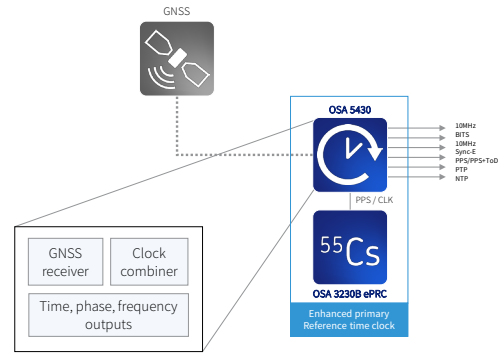 GNSS
OSA 5430
10MHz
BITS
10MHz
Sync-E
PPS/PPS+ToD
PTP
NTP
PPS / CLK
55Cs
OSA 3230B ePRC
Enhanced primary
Reference time clock
GNSS
receiver
Clock
combiner
Time, phase, frequency
outputs